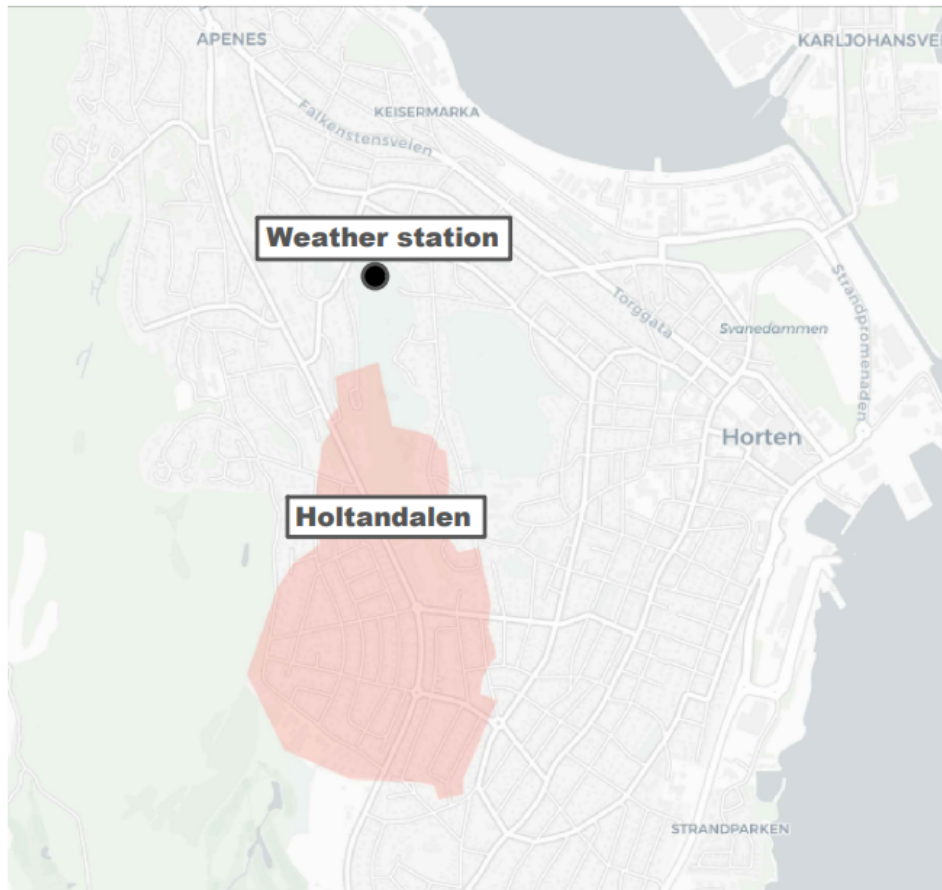 APENES
KARLJOHANSVE
KEISERMARKA
Falkenstensveien
Weather station
Torggata
Strandpromenaden
Svanedammen
Horten
Holtandalen
STRANDPARKEN